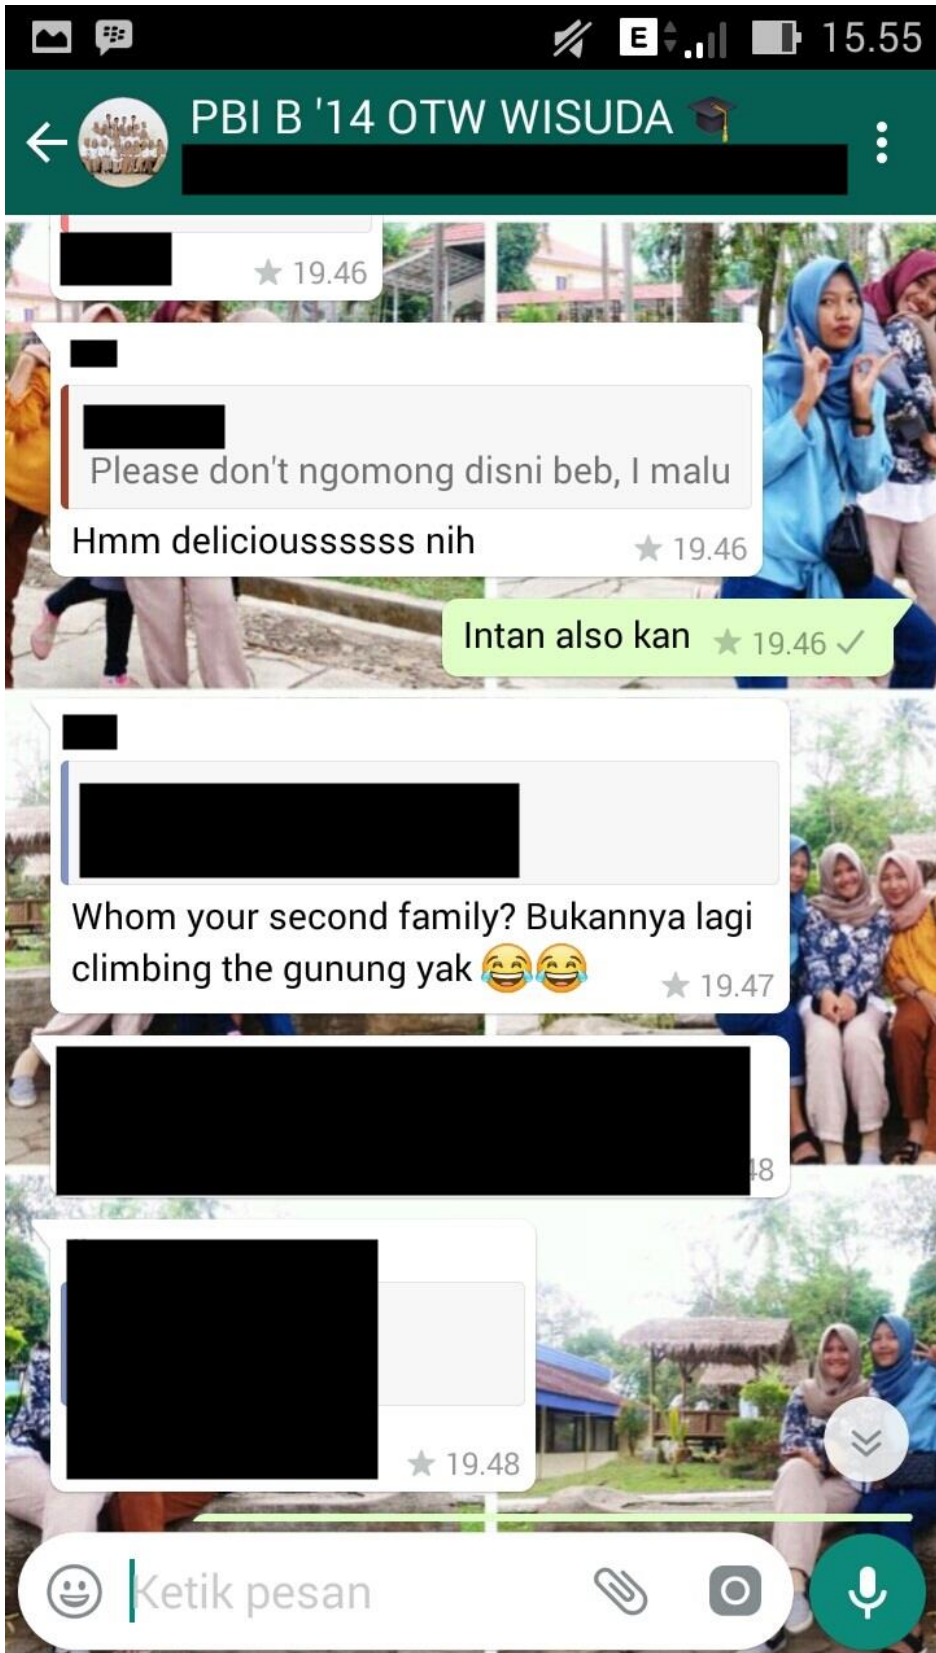 E 15.55
PBI B '14 OTW WISUDA 🎓
19.46
Please don't ngomong disni beb, I malu
Hmm deliciousssssss nih
19.46
Intan also kan
19.46
Whom your second family? Bukannya lagi
climbing the gunung yak 😂😂
19.47
48
19.48
Ketik pesan